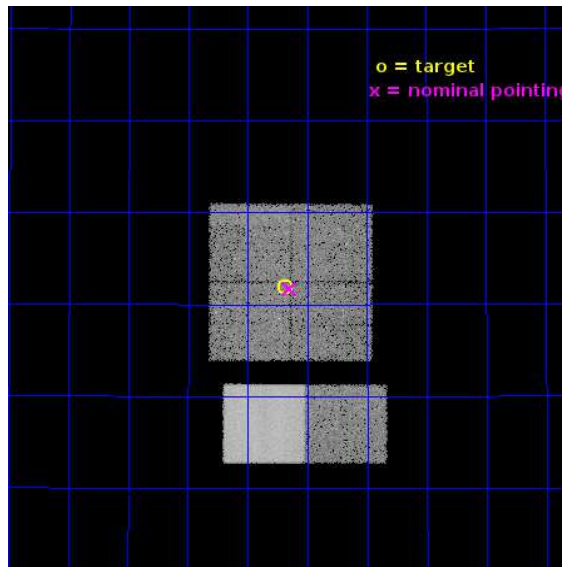 o = target
x = nominal pointing